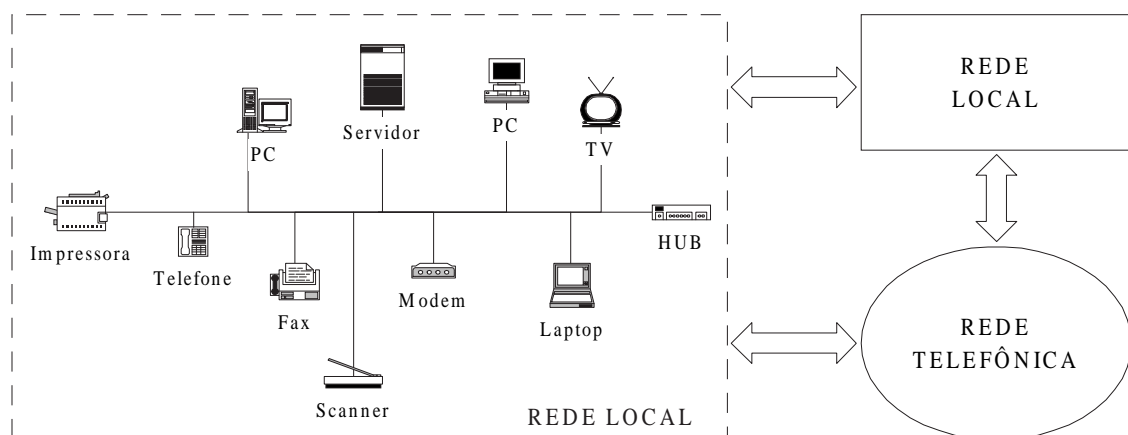 Servidor
PC
TV
PC
Impressora
Telefone
Fax
Modem
Laptop
HUB
Scanner
REDE LOCAL
REDE
LOCAL
REDE
TELEFÔNICA